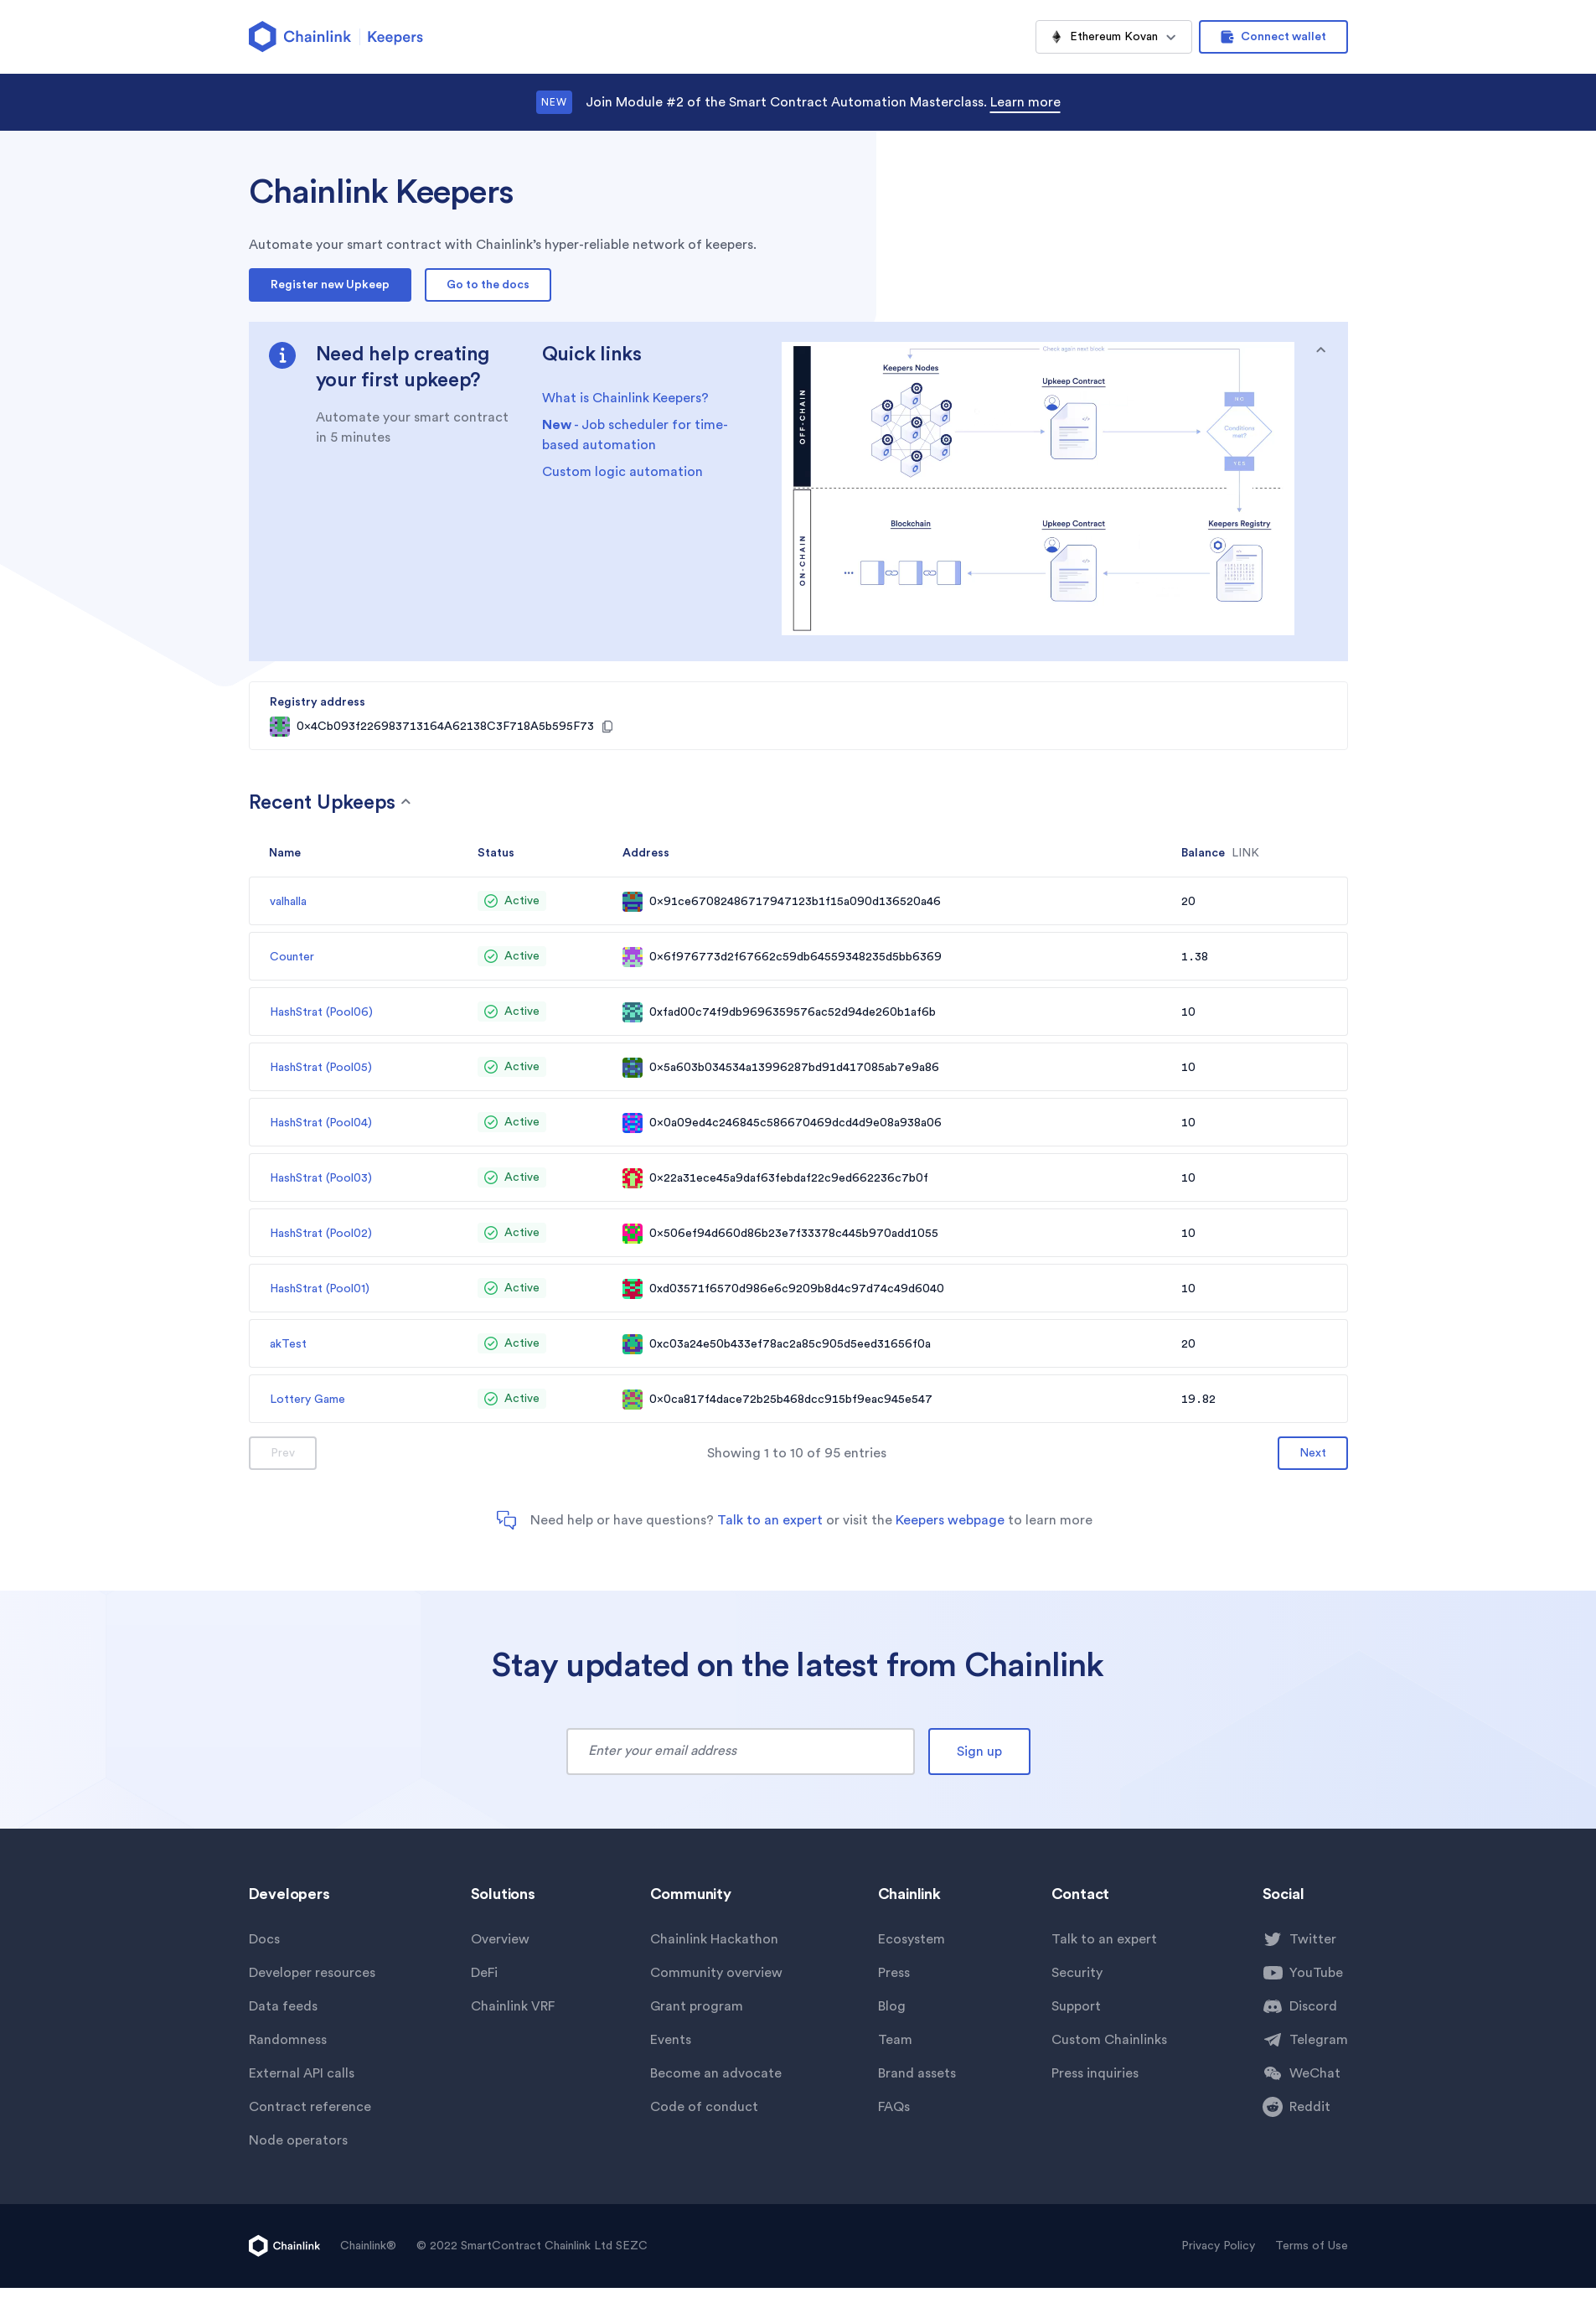 Chainlink | Keepers
Ethereum Kovan
Connect wallet
NEW Join Module #2 of the Smart Contract Automation Masterclass. Learn more
Chainlink Keepers
Automate your smart contract with Chainlink’s hyper-reliable network of keepers.
Register new Upkeep
Go to the docs
Need help creating
your first upkeep?
Automate your smart contract
in 5 minutes
Quick links
What is Chainlink Keepers?
New - Job scheduler for time-
based automation
Custom logic automation
OFF-CHAIN
Check again next block
Keepers Nodes
Upkeep Contract
NO
Conditions
met?
YES
ON-CHAIN
Blockchain
Upkeep Contract
Keepers Registry
Registry address
0x4Cb093f226983713164A62138C3F718A5b595F73
Recent Upkeeps
Name Status Address Balance LINK
valhalla Active 0x91ce67082486717947123b1f15a090d136520a46 20
Counter Active 0x6f976773d2f67662c59db64559348235d5bb6369 1.38
HashStrat (Pool06) Active 0xfad00c74f9db9696359576ac52d94de260b1af6b 10
HashStrat (Pool05) Active 0x5a603b034534a13996287bd91d417085ab7e9a86 10
HashStrat (Pool04) Active 0x0a09ed4c246845c586670469dcd4d9e08a938a06 10
HashStrat (Pool03) Active 0x22a31ece45a9daf63febdaf22c9ed662236c7b0f 10
HashStrat (Pool02) Active 0x506ef94d660d86b23e7f33378c445b970add1055 10
HashStrat (Pool01) Active 0xd03571f6570d986e6c9209b8d4c97d74c49d6040 10
akTest Active 0xc03a24e50b433ef78ac2a85c905d5eed31656f0a 20
Lottery Game Active 0x0ca817f4dace72b25b468dcc915bf9eac945e547 19.82
Prev
Showing 1 to 10 of 95 entries
Next
Need help or have questions? Talk to an expert or visit the Keepers webpage to learn more
Stay updated on the latest from Chainlink
Enter your email address
Sign up
Developers
Docs
Developer resources
Data feeds
Randomness
External API calls
Contract reference
Node operators
Solutions
Overview
DeFi
Chainlink VRF
Community
Chainlink Hackathon
Community overview
Grant program
Events
Become an advocate
Code of conduct
Chainlink
Ecosystem
Press
Blog
Team
Brand assets
FAQs
Contact
Talk to an expert
Security
Support
Custom Chainlinks
Press inquiries
Social
Twitter
YouTube
Discord
Telegram
WeChat
Reddit
Chainlink Chainlink® © 2022 SmartContract Chainlink Ltd SEZC
Privacy Policy Terms of Use